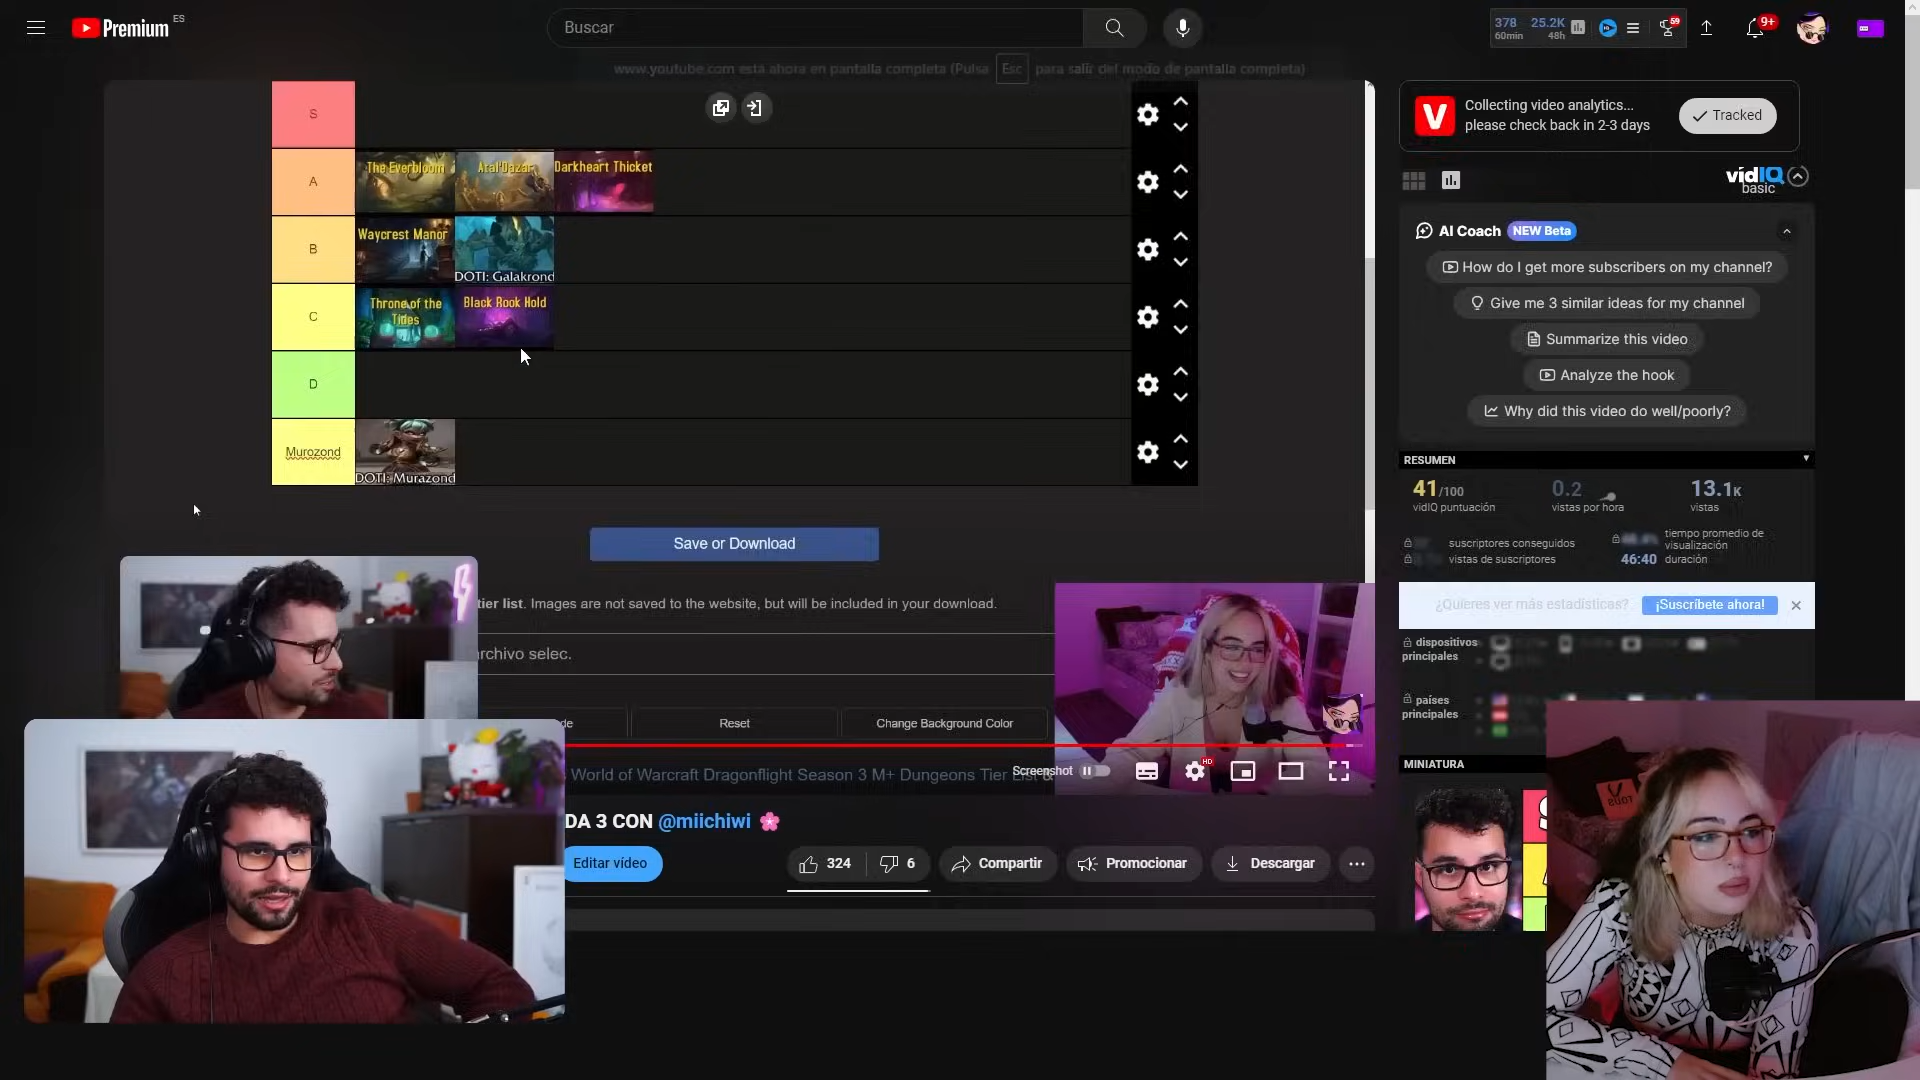 Premium ES
Buscar
378 25.2K
60min 48h
59
9+
www.youtube.com está ahora en pantalla completa (Pulsa Esc para salir del modo de pantalla completa)
S
A
The Everbloom
Atal'Dazar
Darkheart Thicket
B
Waycrest Manor
DOTI: Galakrond
C
Throne of the
Tides
Black Rook Hold
D
Murozond
DOTI: Murazond
Save or Download
tier list. Images are not saved to the website, but will be included in your download.
archivo selec.
de
Reset
Change Background Color
World of Warcraft Dragonflight Season 3 M+ Dungeons Tier List &
Screenshot
HD
DA 3 CON @miichiwi
Editar vídeo
324
6
Compartir
Promocionar
Descargar
V
Collecting video analytics...
please check back in 2-3 days
Tracked
vidIQ
basic
AI Coach NEW Beta
How do I get more subscribers on my channel?
Give me 3 similar ideas for my channel
Summarize this video
Analyze the hook
Why did this video do well/poorly?
RESUMEN
41/100
vidIQ puntuación
0.2
vistas por hora
13.1K
vistas
suscriptores conseguidos
vistas de suscriptores
tiempo promedio de
visualización
46:40 duración
¿Quieres ver más estadísticas?
¡Suscríbete ahora!
dispositivos
principales
países
principales
MINIATURA